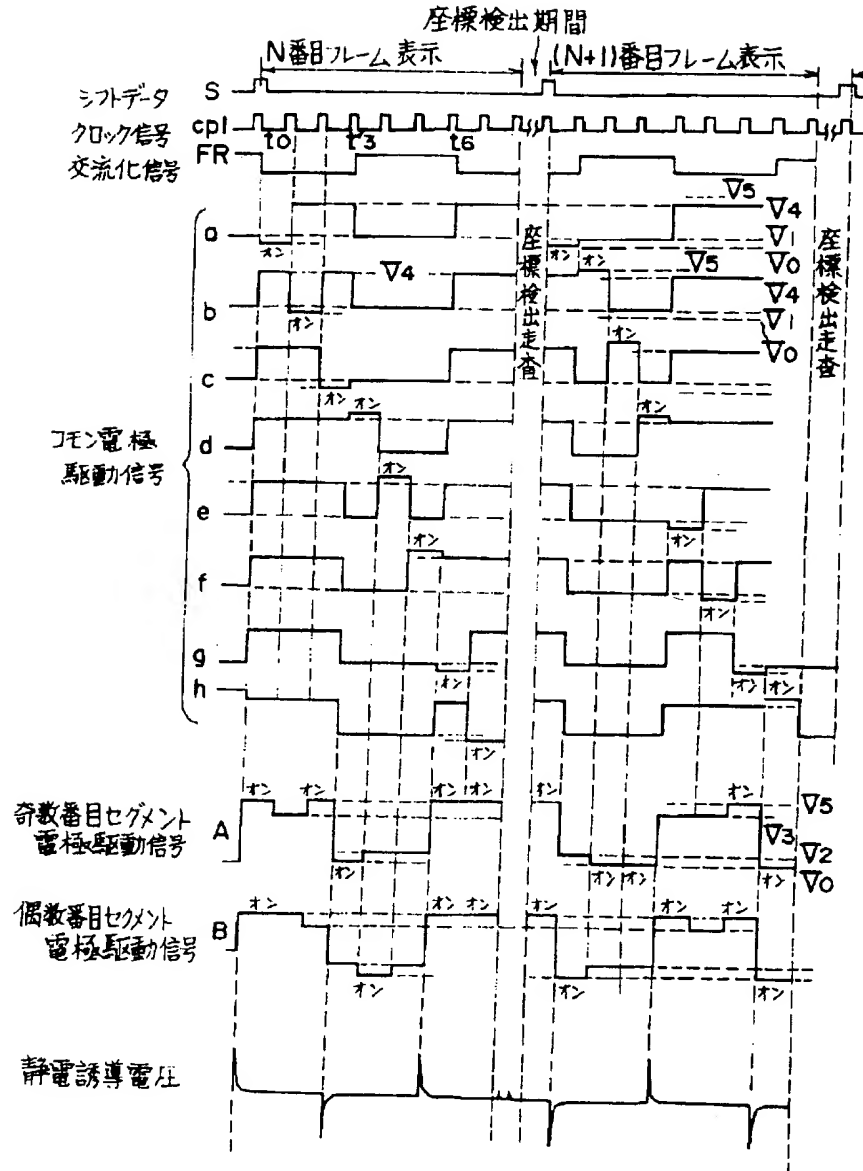 座標検出期間
N番目フレーム表示
(N+1)番目フレーム表示
シフトデータ S
クロック信号 cp1
t0 t3 t6
交流化信号 FR
V5
a V4
V1
オン オン オン
V0
b V4 V5
V4
オン オン
V1
V0
座標検出走査
座標検出走査
c
オン オン
d
オン
コモン電極
駆動信号
オン
e
オン オン
f
オン
g
オン オン オン
h
オン
オン オン オン オン オン オン
V5
奇数番目セグメント
電極駆動信号 A
V3
V2
オン オン オン オン
V0
偶数番目セグメント
電極駆動信号 B
オン オン オン オン オン オン
オン オン オン
静電誘導電圧